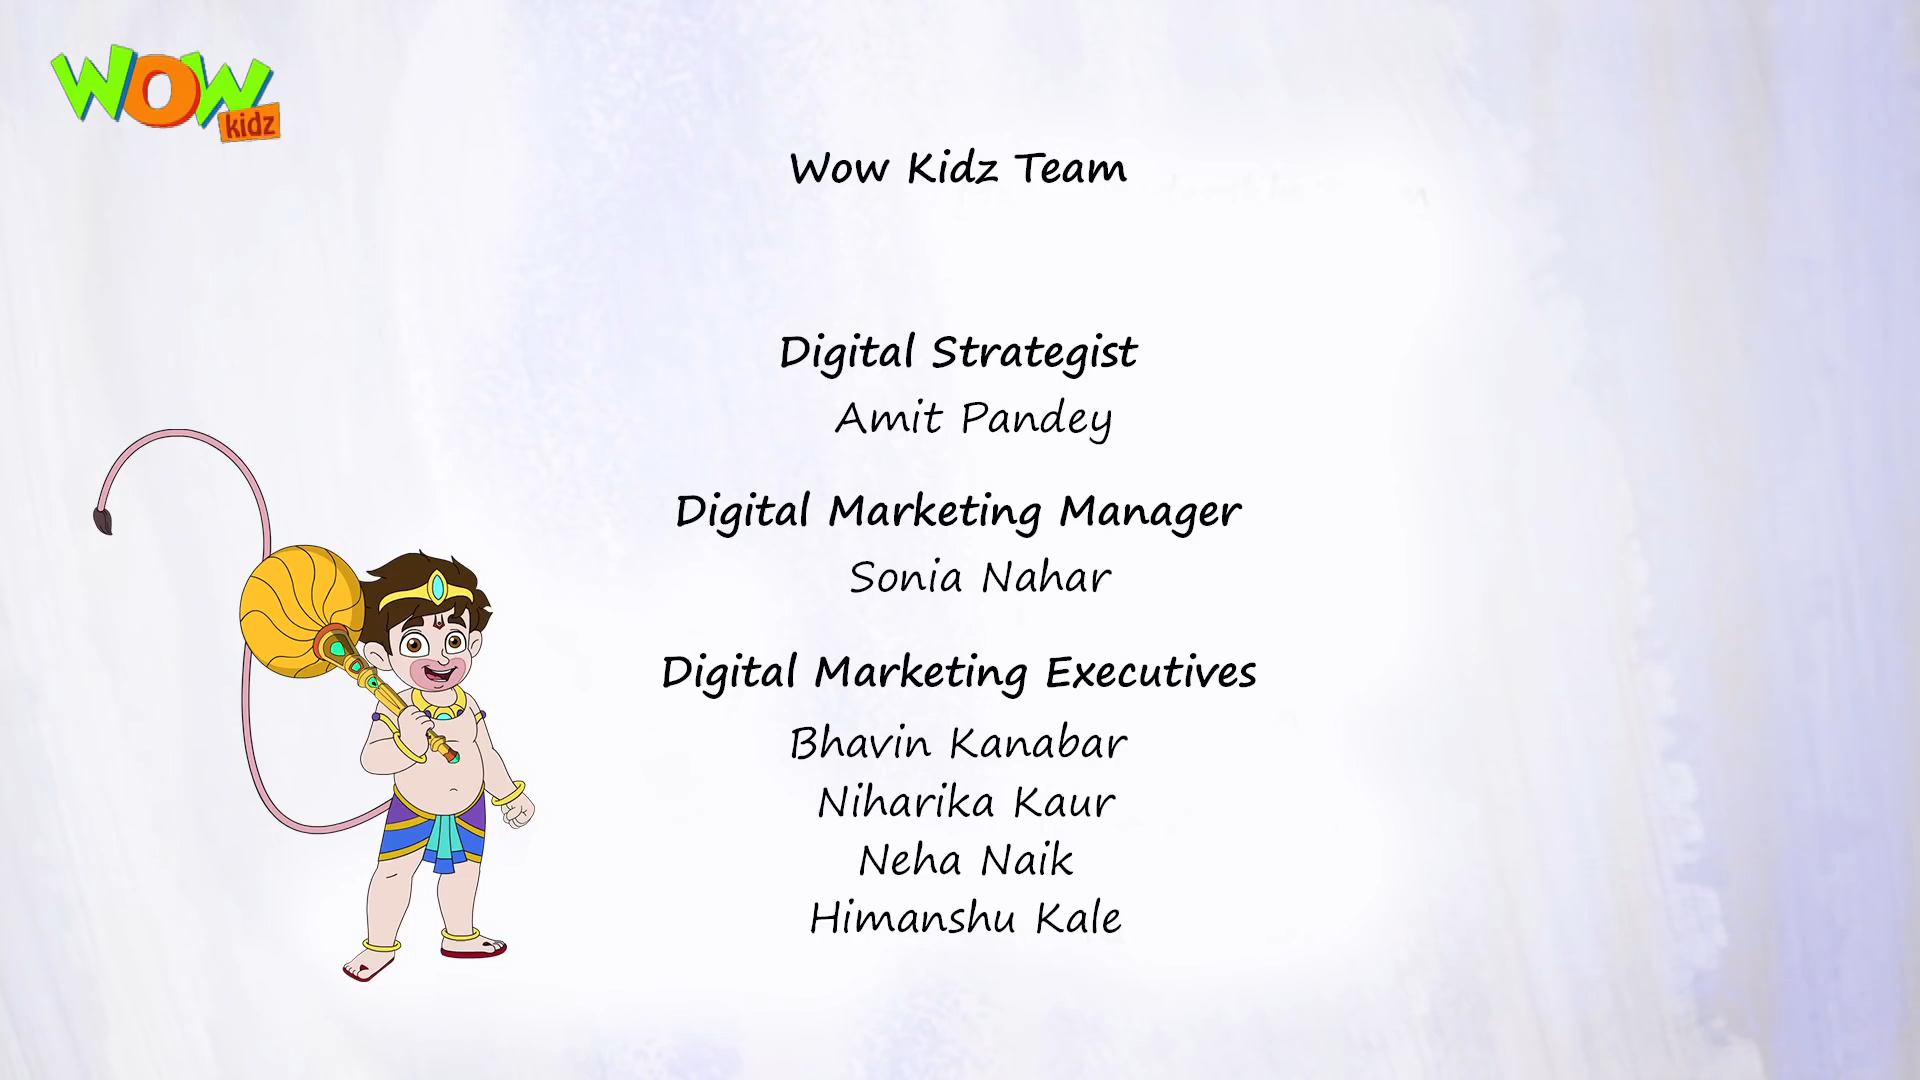 WOW
kidz
Wow Kidz Team
Digital Strategist
Amit Pandey
Digital Marketing Manager
Sonia Nahar
Digital Marketing Executives
Bhavin Kanabar
Niharika Kaur
Neha Naik
Himanshu Kale